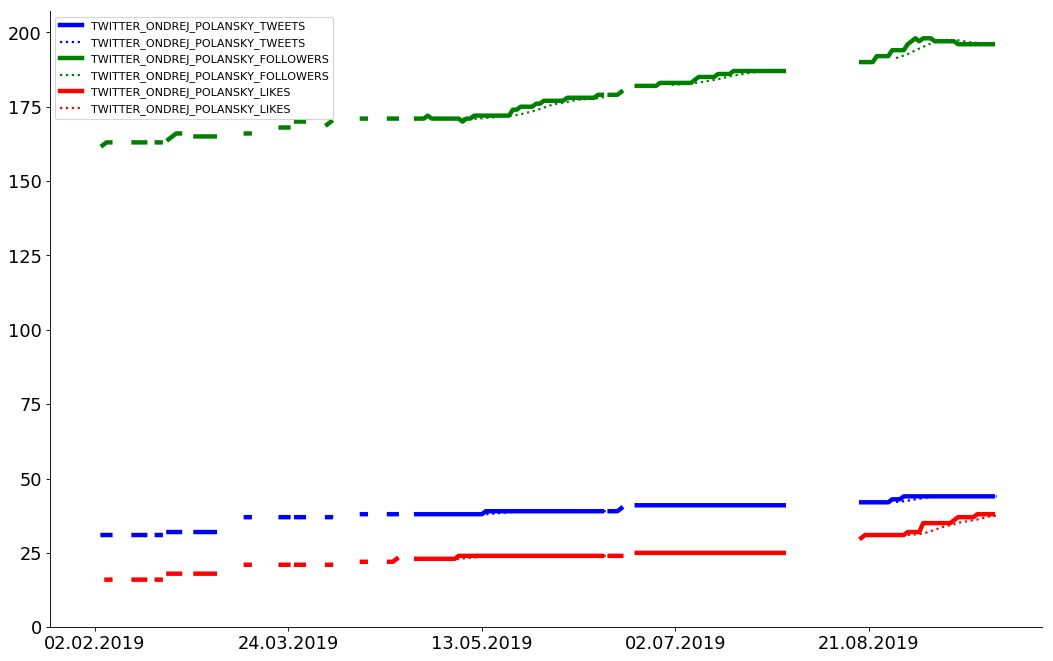 TWITTER_ONDREJ_POLANSKY_TWEETS
TWITTER_ONDREJ_POLANSKY_TWEETS
TWITTER_ONDREJ_POLANSKY_FOLLOWERS
TWITTER_ONDREJ_POLANSKY_FOLLOWERS
TWITTER_ONDREJ_POLANSKY_LIKES
TWITTER_ONDREJ_POLANSKY_LIKES
200
175
150
125
100
75
50
25
0
02.02.2019 24.03.2019 13.05.2019 02.07.2019 21.08.2019